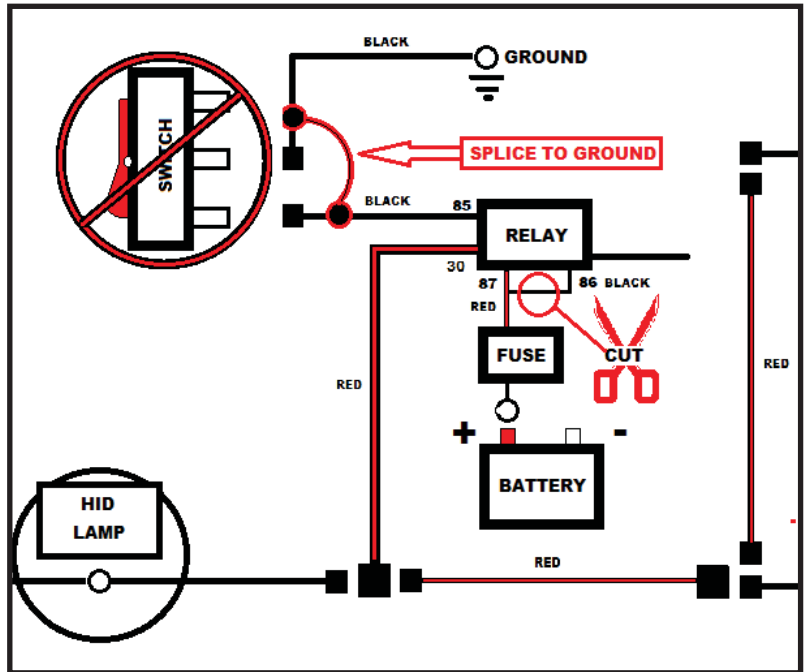 BLACK
GROUND
SWITCH
SPLICE TO GROUND
BLACK
85
RELAY
30
87
86 BLACK
RED
FUSE
CUT
RED
RED
+
-
BATTERY
HID
LAMP
RED